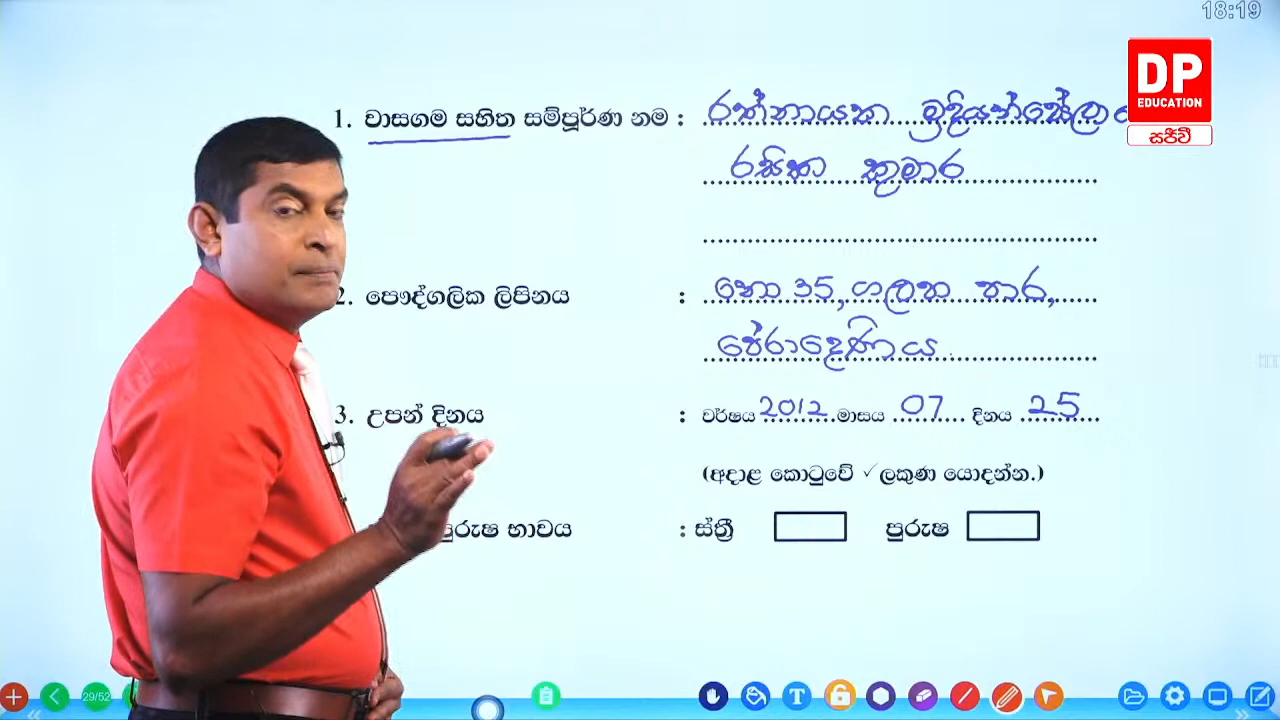 18:19
DP
EDUCATION
සජීවී
1. වාසගම සහිත සම්පූර්ණ නම : රත්නායක මුදියන්සේලාගේ
රසික කුමාර
2. පෞද්ගලික ලිපිනය : නො 35, ගලහ පාර,
පේරාදෙණිය.
3. උපන් දිනය : වර්ෂය 2012 මාසය 07 දිනය 25
(අදාළ කොටුවේ ✓ ලකුණ යොදන්න.)
පුරුෂ භාවය : ස්ත්‍රී පුරුෂ
29/52